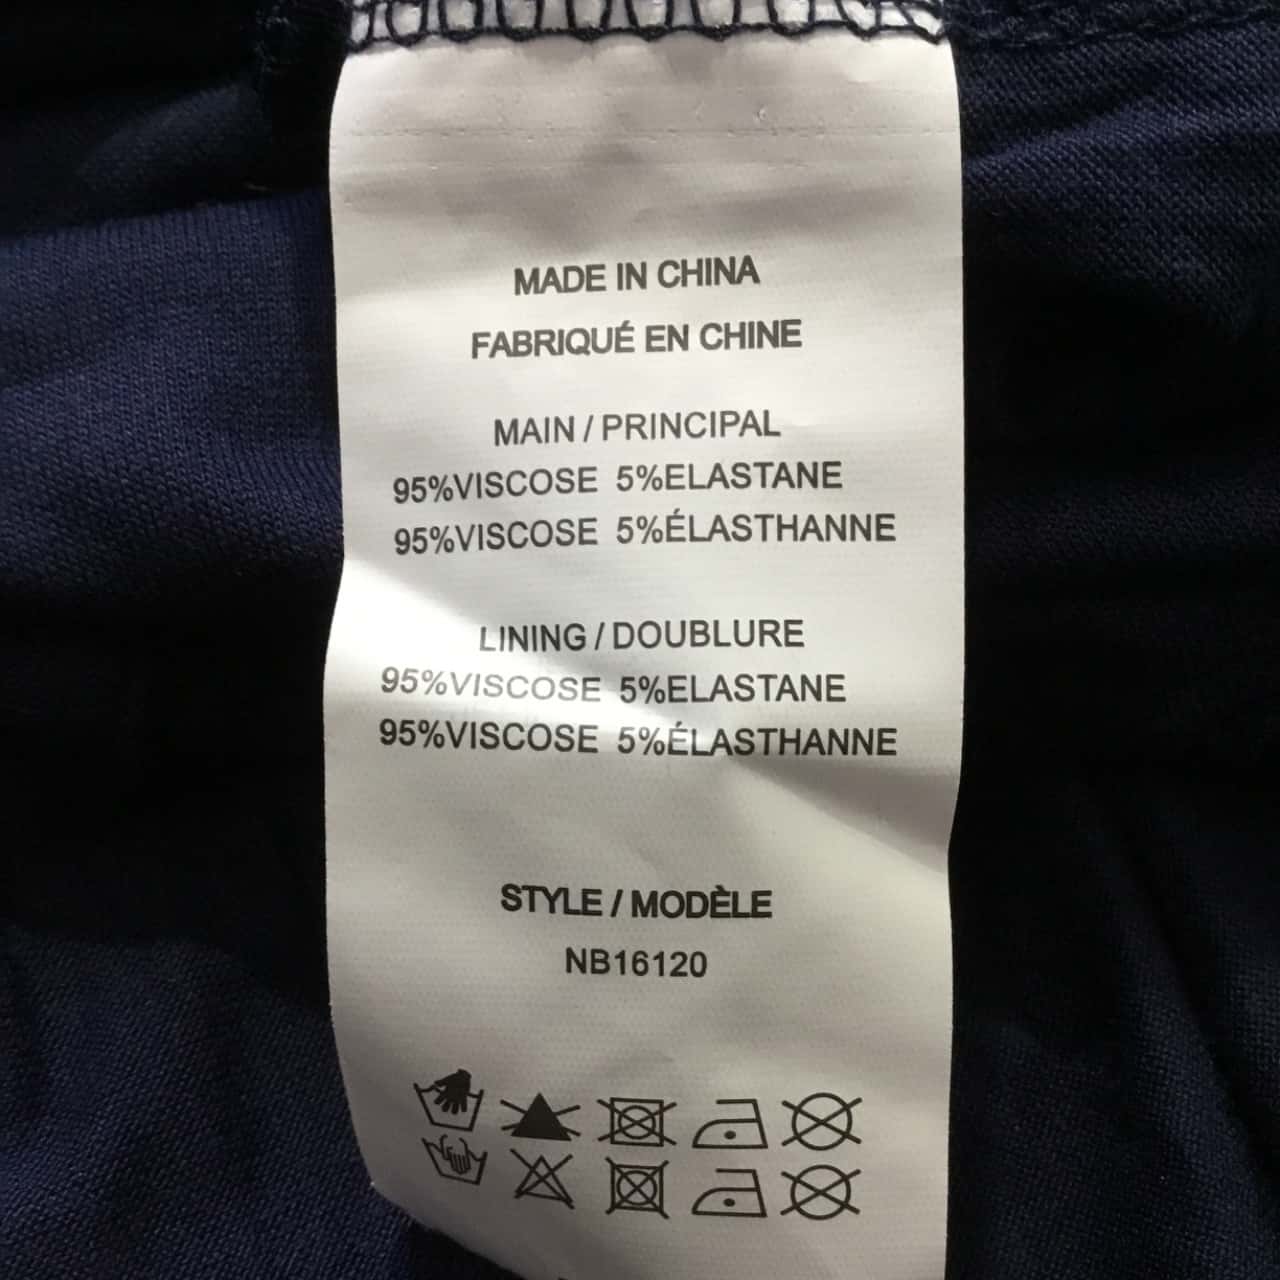 MADE IN CHINA
FABRIQUÉ EN CHINE
MAIN / PRINCIPAL
95%VISCOSE 5%ELASTANE
95%VISCOSE 5%ÉLASTHANNE
LINING / DOUBLURE
95%VISCOSE 5%ELASTANE
95%VISCOSE 5%ÉLASTHANNE
STYLE / MODÈLE
NB16120